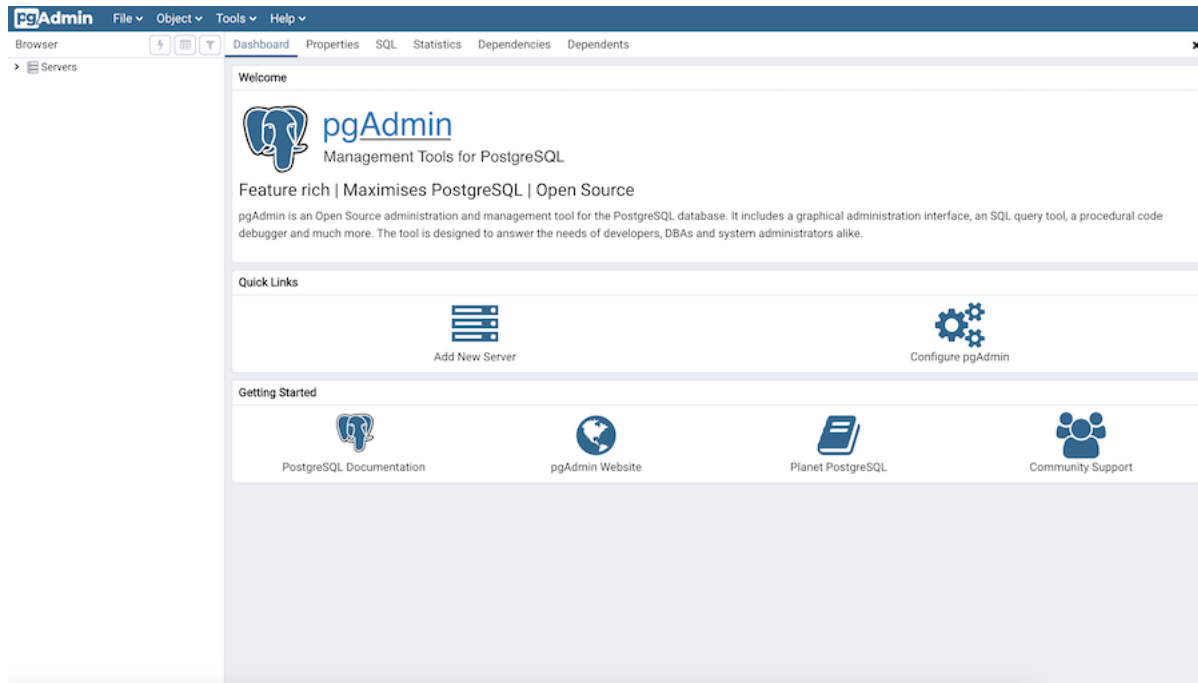 pgAdmin File Object Tools Help
Browser
Dashboard Properties SQL Statistics Dependencies Dependents
Servers
Welcome
pgAdmin
Management Tools for PostgreSQL
Feature rich | Maximises PostgreSQL | Open Source
pgAdmin is an Open Source administration and management tool for the PostgreSQL database. It includes a graphical administration interface, an SQL query tool, a procedural code
debugger and much more. The tool is designed to answer the needs of developers, DBAs and system administrators alike.
Quick Links
Add New Server
Configure pgAdmin
Getting Started
PostgreSQL Documentation
pgAdmin Website
Planet PostgreSQL
Community Support